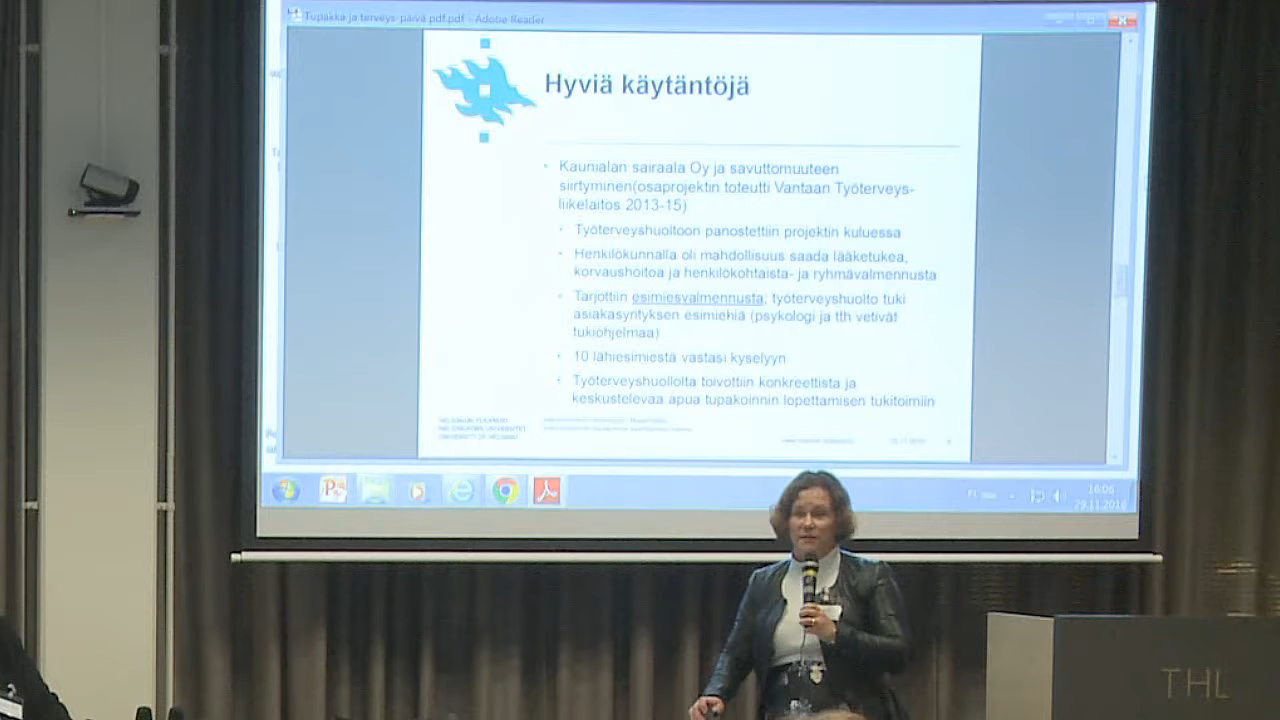 Tupakka ja terveys-päivä pdf.pdf - Adobe Reader
Hyviä käytäntöjä
• Kaunialan sairaala Oy ja savuttomuuteen
siirtyminen(osaprojektin toteutti Vantaan Työterveys-
liikelaitos 2013-15)
• Työterveyshuoltoon panostettiin projektin kuluessa
• Henkilökunnalla oli mahdollisuus saada lääketukea,
korvaushoitoa ja henkilökohtaista- ja ryhmävalmennusta
• Tarjottiin esimiesvalmennusta; työterveyshuolto tuki
asiakasyrityksen esimiehiä (psykologi ja tth vetivät
tukiohjelmaa)
• 10 lähiesimiestä vastasi kyselyyn
• Työterveyshuollolta toivottiin konkreettista ja
keskustelevaa apua tupakoinnin lopettamisen tukitoimiin
HELSINGIN YLIOPISTO
HELSINGFORS UNIVERSITET
UNIVERSITY OF HELSINKI
FI
16:06
29.11.2016
THL